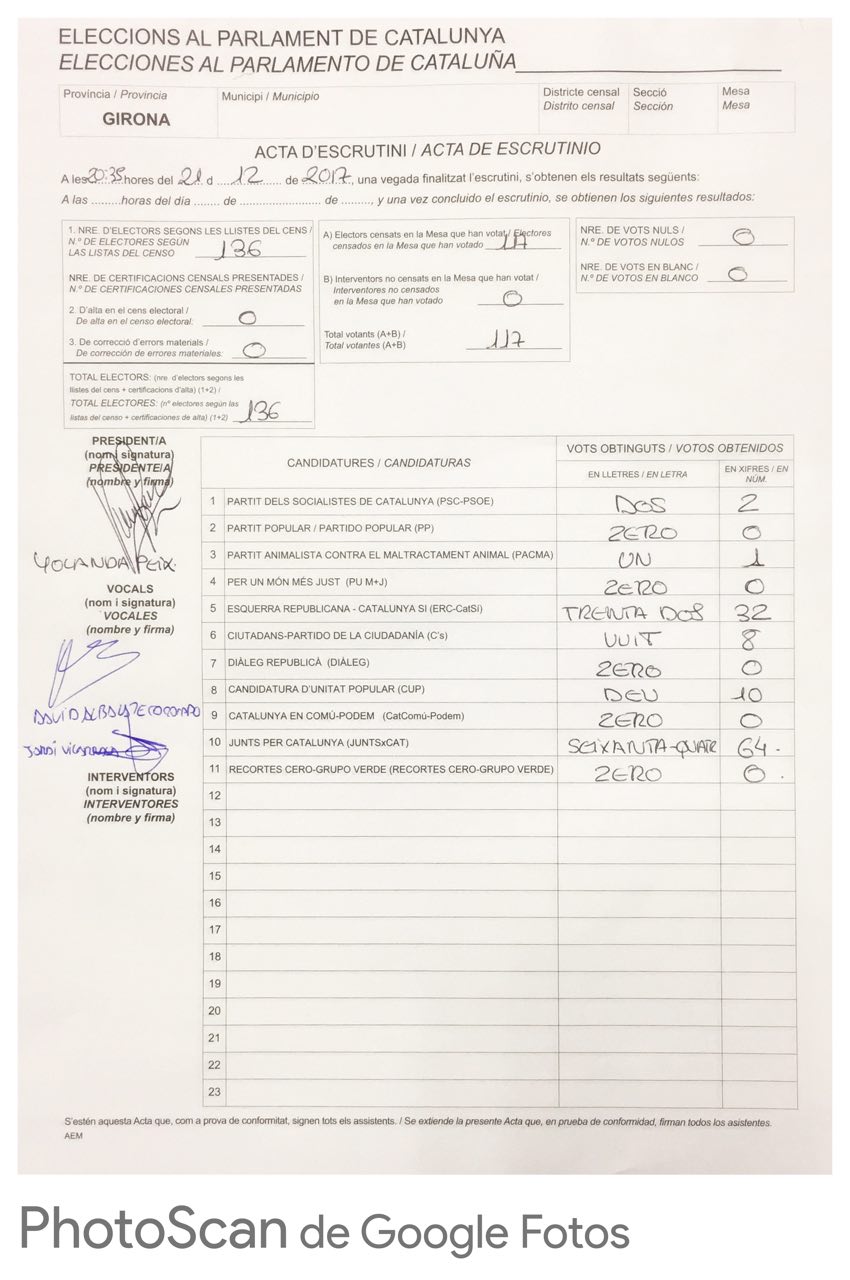 ELECCIONS AL PARLAMENT DE CATALUNYA
ELECCIONES AL PARLAMENTO DE CATALUÑA
Provincia / Provincia
GIRONA
Municipi / Municipio
Districte censal
Distrito censal
Secció
Sección
Mesa
Mesa
ACTA D'ESCRUTINI / ACTA DE ESCRUTINIO
A les 20:35 hores del 21 d ... 12 ... de 2017, una vegada finalitzat l'escrutini, s'obtenen els resultats següents:
A las .........horas del día ....... de ........................ de ........., y una vez concluido el escrutinio, se obtienen los siguientes resultados:
1. NRE. D'ELECTORS SEGONS LES LLISTES DEL CENS /
N.º DE ELECTORES SEGÚN
LAS LISTAS DEL CENSO 136
NRE. DE CERTIFICACIONS CENSALS PRESENTADES /
N.º DE CERTIFICACIONES CENSALES PRESENTADAS
2. D'alta en el cens electoral /
De alta en el censo electoral: 0
3. De correcció d'errors materials /
De corrección de errores materiales: 0
TOTAL ELECTORS: (nre. d'electors segons les
llistes del cens + certificacions d'alta) (1+2) /
TOTAL ELECTORES: (nº electores según las
listas del censo + certificaciones de alta) (1+2) 136
A) Electors censats en la Mesa que han votat / Electores
censados en la Mesa que han votado
B) Interventors no censats en la Mesa que han votat /
Interventores no censados
en la Mesa que han votado 0
Total votants (A+B) /
Total votantes (A+B) 117
NRE. DE VOTS NULS /
N.º DE VOTOS NULOS 0
NRE. DE VOTS EN BLANC /
N.º DE VOTOS EN BLANCO 0
PRESIDENT/A
(nom i signatura)
PRESIDENTE/A
(nombre y firma)
YOLANDA PEIX.
VOCALS
(nom i signatura)
VOCALES
(nombre y firma)
DAVID
JORDI
INTERVENTORS
(nom i signatura)
INTERVENTORES
(nombre y firma)
CANDIDATURES / CANDIDATURAS
VOTS OBTINGUTS / VOTOS OBTENIDOS
EN LLETRES / EN LETRA
EN XIFRES / EN
NÚM.
1 PARTIT DELS SOCIALISTES DE CATALUNYA (PSC-PSOE) DOS 2
2 PARTIT POPULAR / PARTIDO POPULAR (PP) ZERO 0
3 PARTIT ANIMALISTA CONTRA EL MALTRACTAMENT ANIMAL (PACMA) UN 1
4 PER UN MÓN MÉS JUST (PU M+J) ZERO 0
5 ESQUERRA REPUBLICANA - CATALUNYA SI (ERC-CatSí) TREINTA DOS 32
6 CIUTADANS-PARTIDO DE LA CIUDADANÍA (C's) VUIT 8
7 DIÀLEG REPUBLICÀ (DIÀLEG) ZERO 0
8 CANDIDATURA D'UNITAT POPULAR (CUP) DEU 10
9 CATALUNYA EN COMÚ-PODEM (CatComú-Podem) ZERO 0
10 JUNTS PER CATALUNYA (JUNTSxCAT) SEIXANTA-QUATR 64 -
11 RECORTES CERO-GRUPO VERDE (RECORTES CERO-GRUPO VERDE) ZERO 0 .
12
13
14
15
16
17
18
19
20
21
22
23
S'estén aquesta Acta que, com a prova de conformitat, signen tots els assistents. / Se extiende la presente Acta que, en prueba de conformidad, firman todos los asistentes.
AEM
PhotoScan de Google Fotos